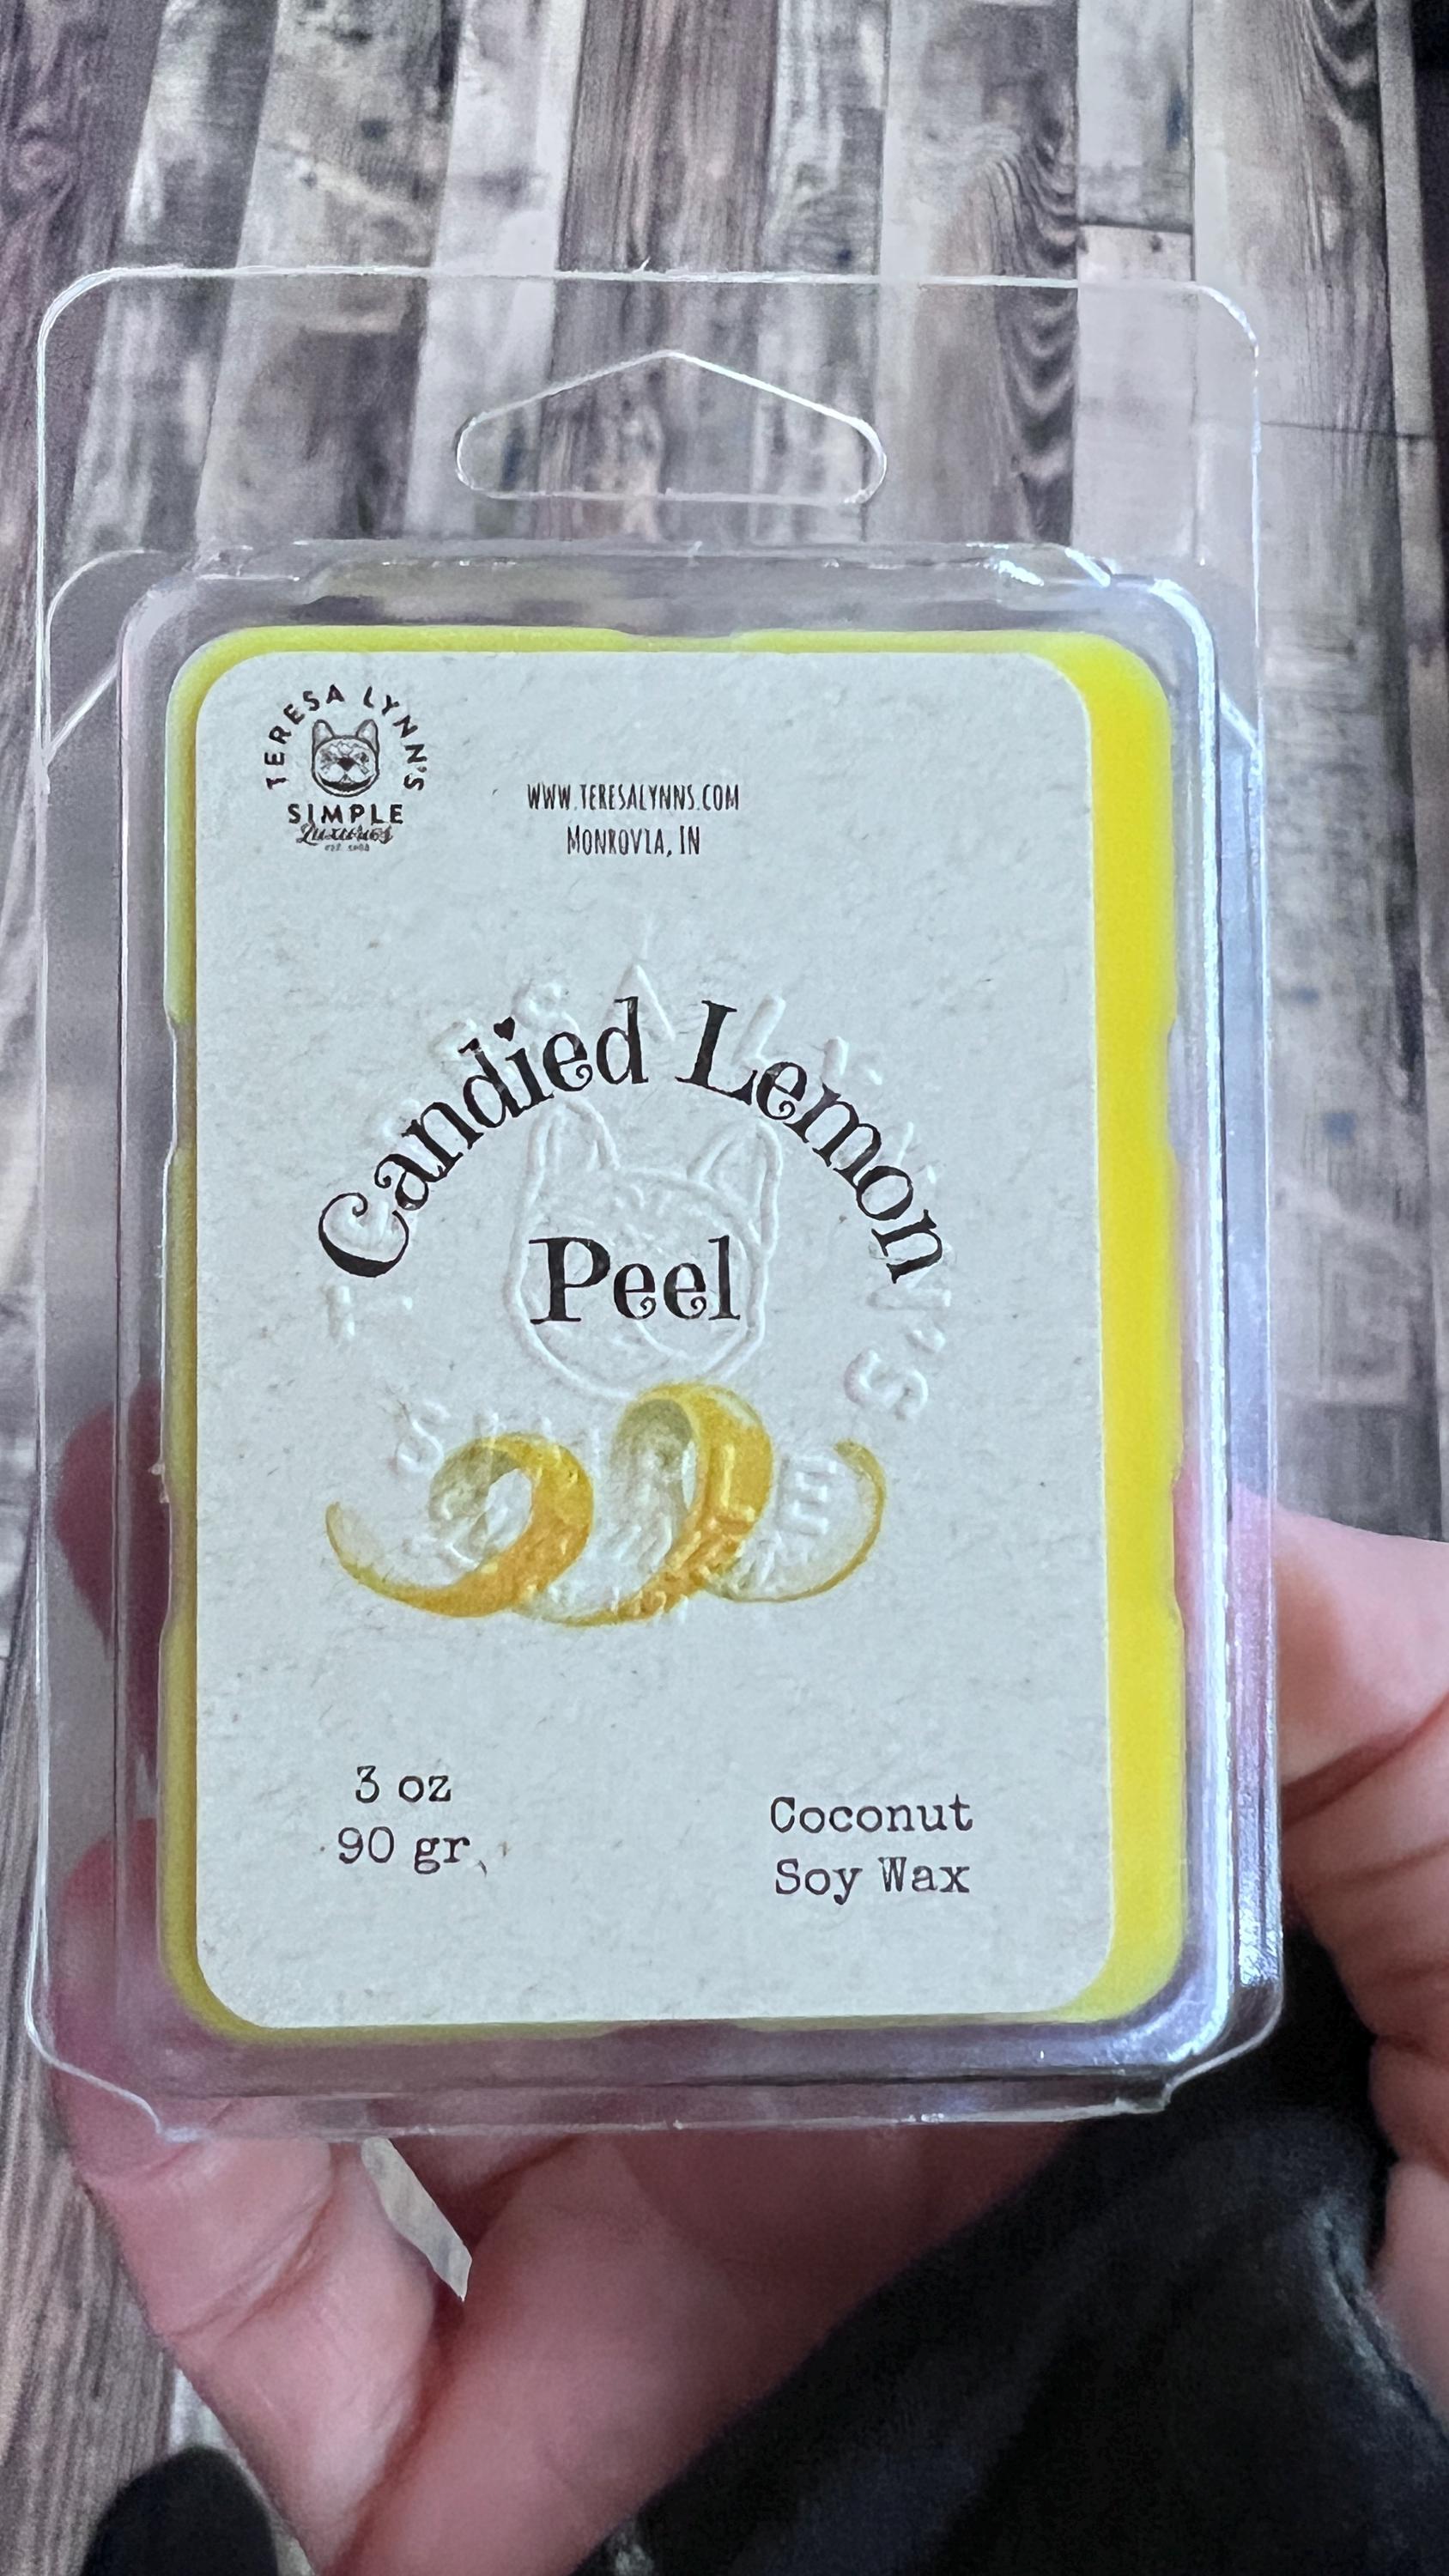 TERESA LYNN'S
SIMPLE
Luxuries
WWW.TERESALYNNS.COM
MONROVIA, IN
Candied Lemon
Peel
3 oz
90 gr
Coconut
Soy Wax